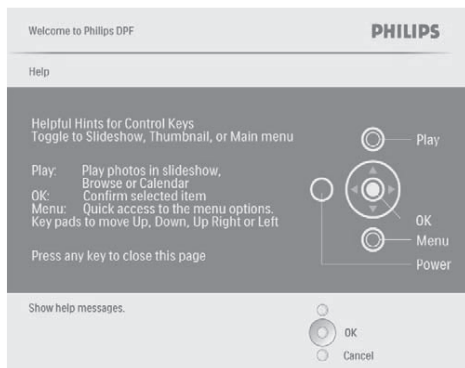 Welcome to Philips DPF
PHILIPS
Help
Helpful Hints for Control Keys
Toggle to Slideshow, Thumbnail, or Main menu
Play: Play photos in slideshow,
Browse or Calendar
OK: Confirm selected item
Menu: Quick access to the menu options.
Key pads to move Up, Down, Up Right or Left
Press any key to close this page
Play
OK
Menu
Power
Show help messages.
OK
Cancel